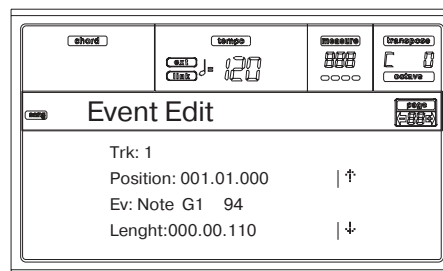 chord tempo measure transpose
ext
link ♩= 120 888 C 0
octave
song Event Edit page
Trk: 1
Position: 001.01.000
Ev: Note G1 94
Lenght:000.00.110